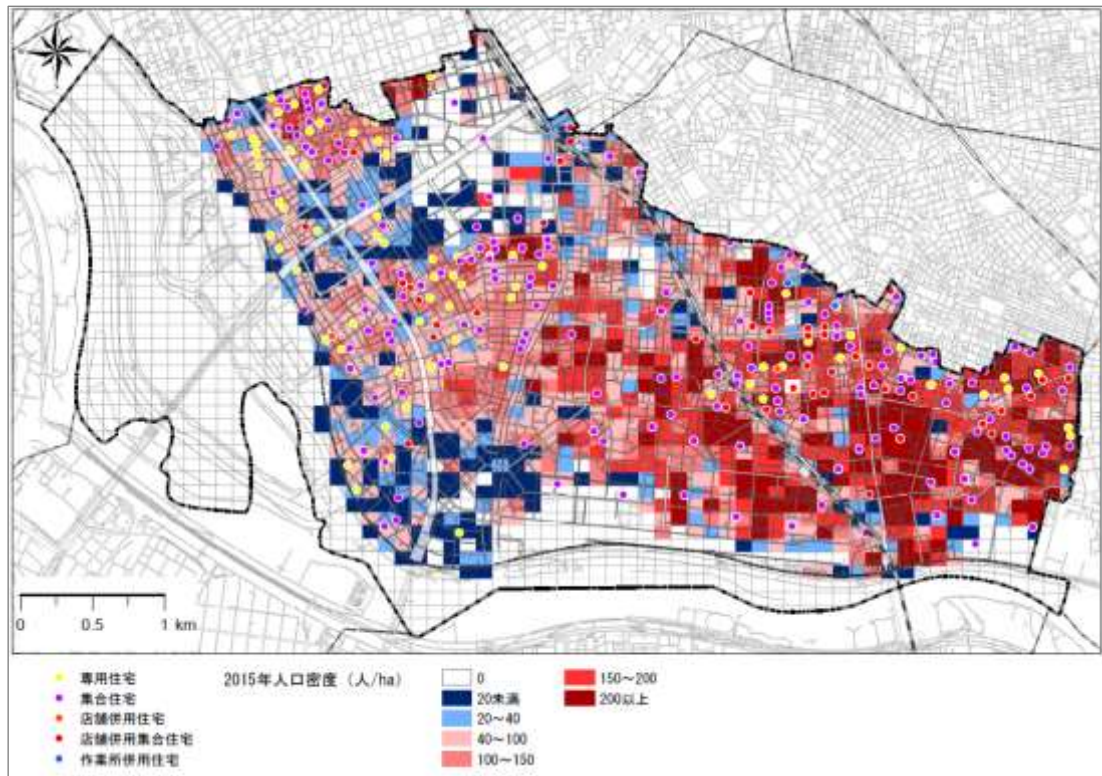 0 0.5 1 km
専用住宅
集合住宅
店舗併用住宅
店舗併用集合住宅
作業所併用住宅
2015年人口密度（人/ha）
0
20未満
20～40
40～100
100～150
150～200
200以上